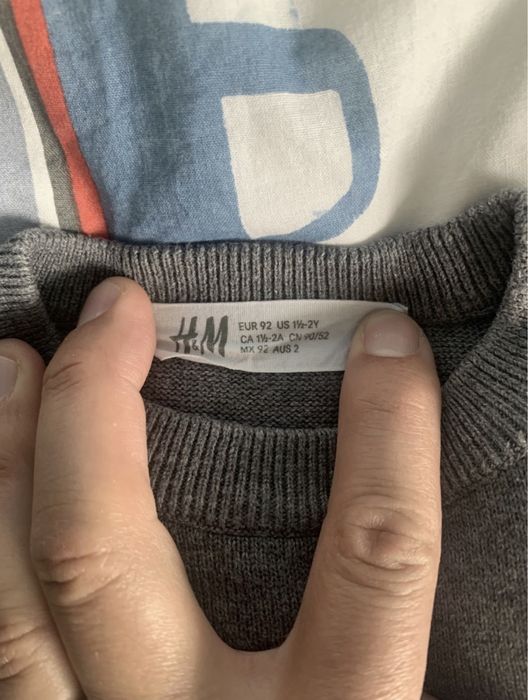 H&M
EUR 92 US 1½-2Y
CA 1½-2A CN 90/52
MX 92 AUS 2